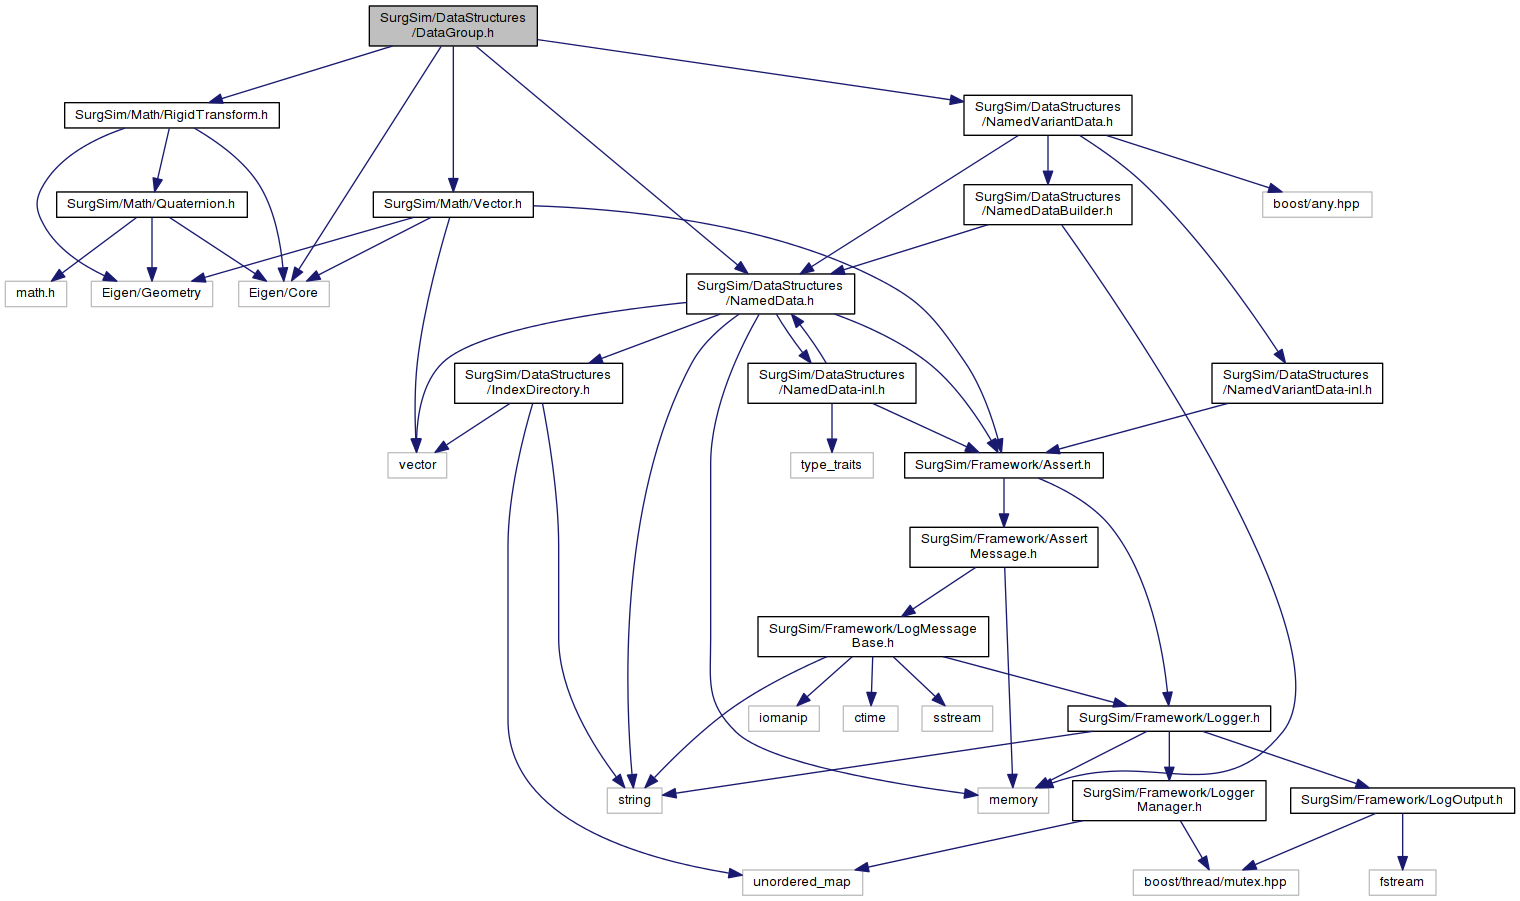 SurgSim/DataStructures
/DataGroup.h
SurgSim/Math/RigidTransform.h
SurgSim/DataStructures
/NamedVariantData.h
SurgSim/Math/Quaternion.h
SurgSim/Math/Vector.h
SurgSim/DataStructures
/NamedDataBuilder.h
boost/any.hpp
math.h
Eigen/Geometry
Eigen/Core
SurgSim/DataStructures
/NamedData.h
SurgSim/DataStructures
/IndexDirectory.h
SurgSim/DataStructures
/NamedData-inl.h
SurgSim/DataStructures
/NamedVariantData-inl.h
vector
type_traits
SurgSim/Framework/Assert.h
SurgSim/Framework/Assert
Message.h
SurgSim/Framework/LogMessage
Base.h
iomanip
ctime
sstream
SurgSim/Framework/Logger.h
string
memory
SurgSim/Framework/Logger
Manager.h
SurgSim/Framework/LogOutput.h
unordered_map
boost/thread/mutex.hpp
fstream